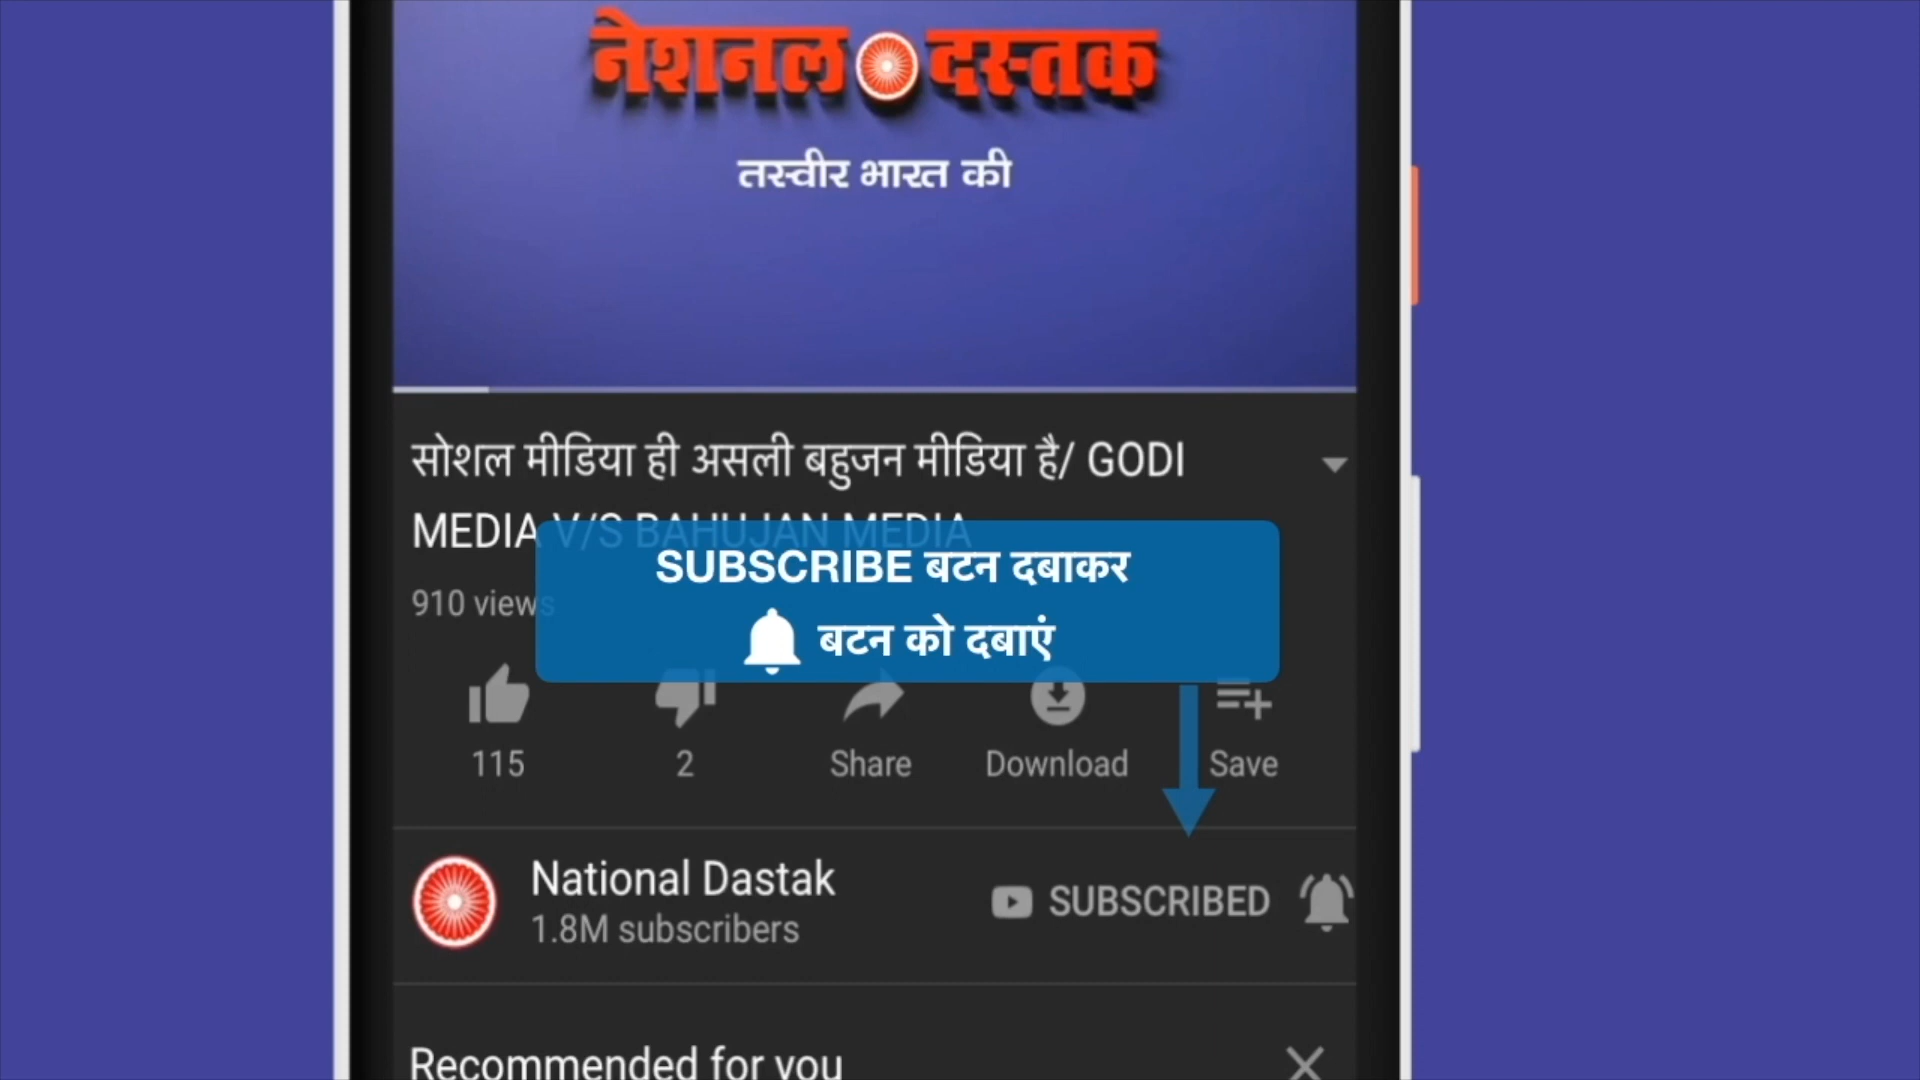 नेशनल दस्तक
तस्वीर भारत की
सोशल मीडिया ही असली बहुजन मीडिया है/ GODI
MEDIA V/S BAHUJAN MEDIA
910 views
SUBSCRIBE बटन दबाकर
बटन को दबाएं
115
2
Share
Download
Save
National Dastak
1.8M subscribers
SUBSCRIBED
Recommended for you